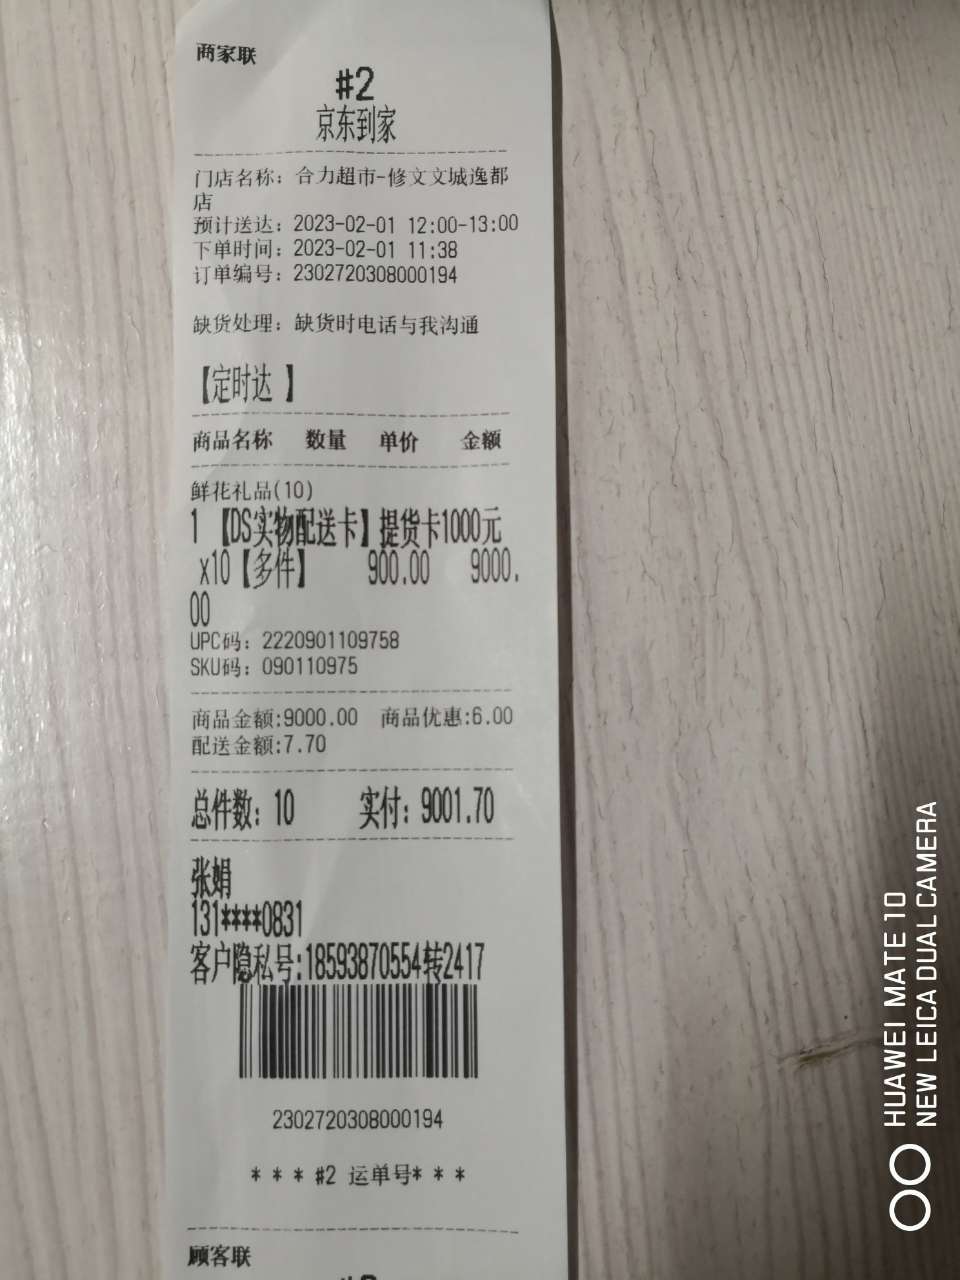 商家联
#2
京东到家
门店名称：合力超市-修文文城逸都
店
预计送达：2023-02-01 12:00-13:00
下单时间：2023-02-01 11:38
订单编号：2302720308000194
缺货处理：缺货时电话与我沟通
【定时达 】
商品名称 数量 单价 金额
鲜花礼品(10)
1 【DS实物配送卡】提货卡1000元
x10【多件】 900.00 9000.
00
UPC码：2220901109758
SKU码：090110975
商品金额:9000.00 商品优惠:6.00
配送金额:7.70
总件数：10 实付：9001.70
张娟
131****0831
客户隐私号:18593870554转2417
2302720308000194
* * * #2 运单号* * *
顾客联
HUAWEI MATE 10
NEW LEICA DUAL CAMERA